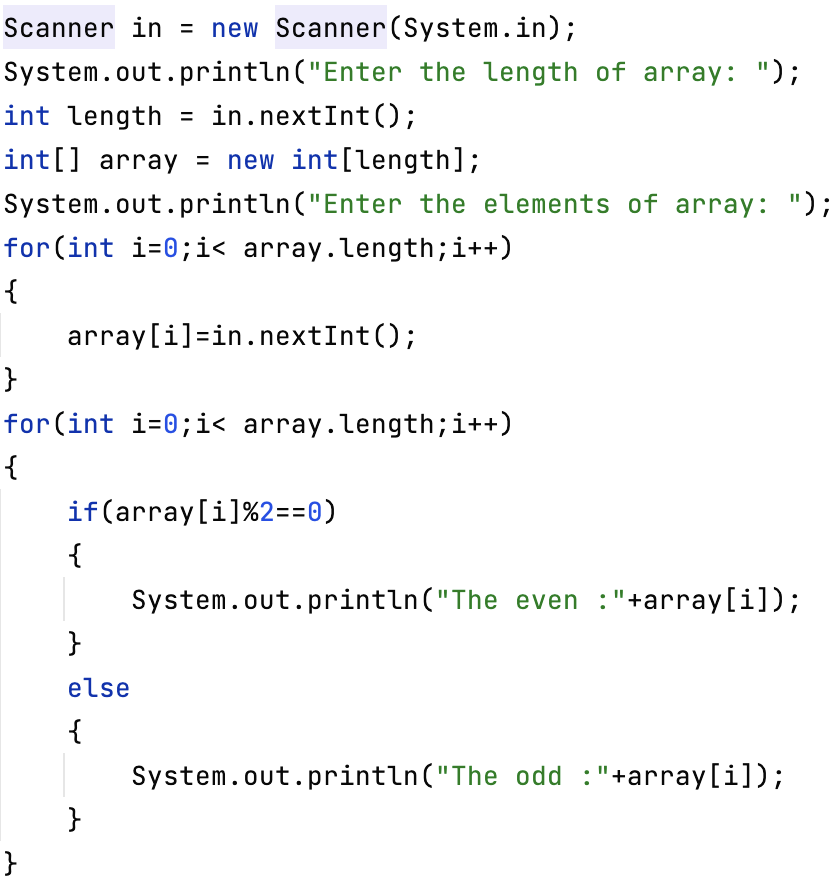 Scanner in = new Scanner(System.in);
System.out.println("Enter the length of array: ");
int length = in.nextInt();
int[] array = new int[length];
System.out.println("Enter the elements of array: ");
for(int i=0;i< array.length;i++)
{
    array[i]=in.nextInt();
}
for(int i=0;i< array.length;i++)
{
    if(array[i]%2==0)
    {
        System.out.println("The even :"+array[i]);
    }
    else
    {
        System.out.println("The odd :"+array[i]);
    }
}